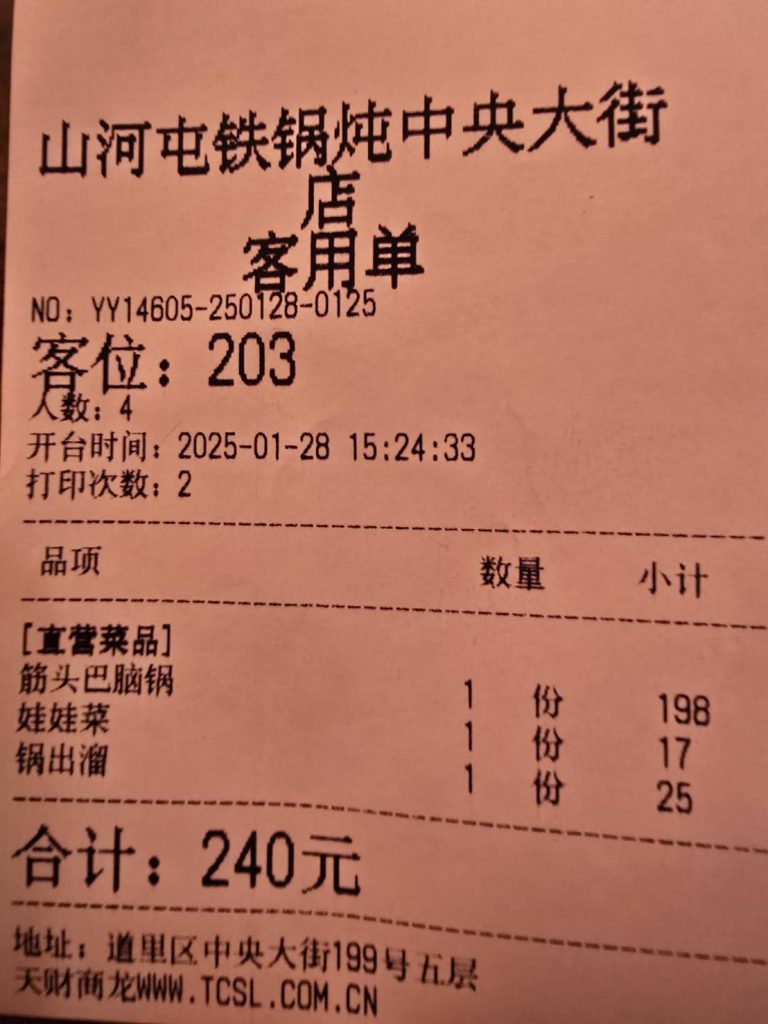 山河屯铁锅炖中央大街
店
客用单
NO: YY14605-250128-0125
客位: 203
人数: 4
开台时间: 2025-01-28 15:24:33
打印次数: 2
品项 数量 小计
[直营菜品]
筋头巴脑锅 1 份 198
娃娃菜 1 份 17
锅出溜 1 份 25
合计: 240元
地址: 道里区中央大街199号五层
天财商龙WWW.TCSL.COM.CN